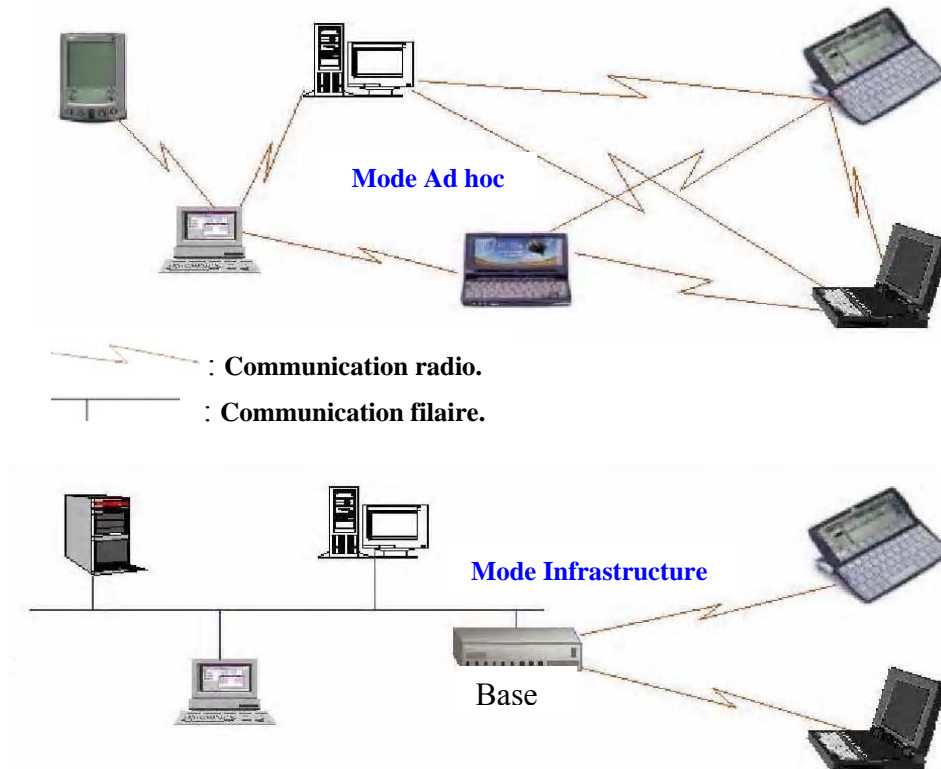 Mode Ad hoc
: Communication radio.
: Communication filaire.
Mode Infrastructure
Base